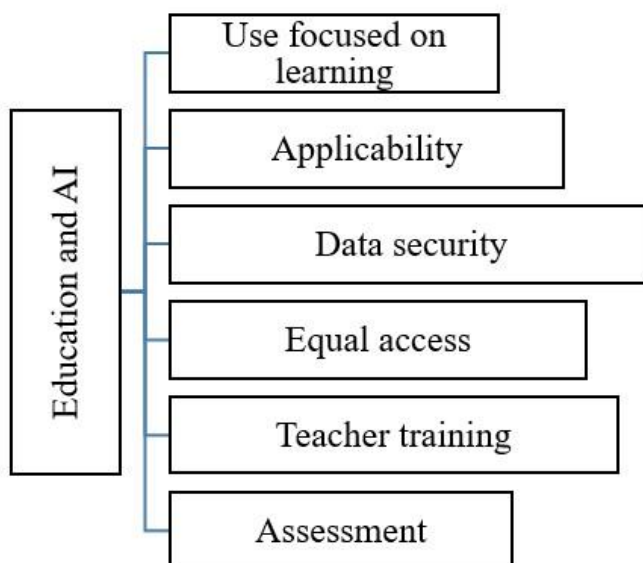 Education and AI
Use focused on
learning
Applicability
Data security
Equal access
Teacher training
Assessment